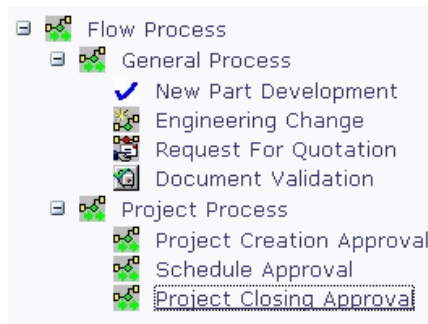 Flow Process
General Process
New Part Development
Engineering Change
Request For Quotation
Document Validation
Project Process
Project Creation Approval
Schedule Approval
Project Closing Approval